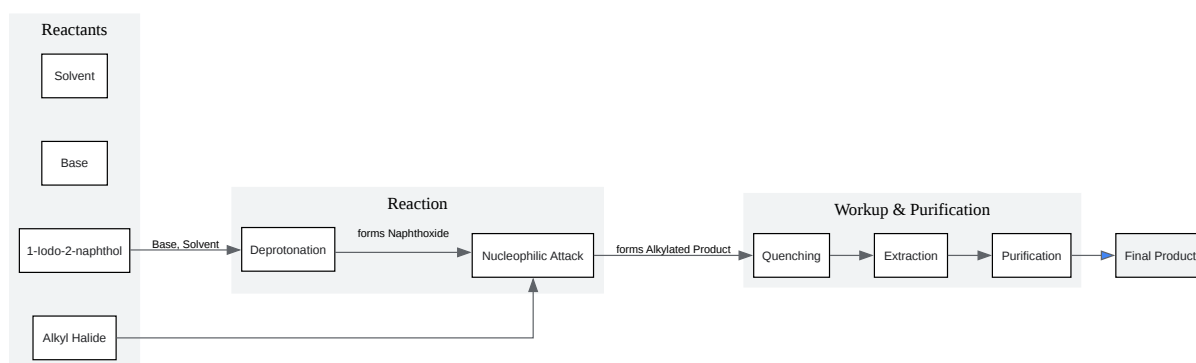 Reactants
Solvent
Base
1-Iodo-2-naphthol
Alkyl Halide
Base, Solvent
Reaction
Deprotonation
forms Naphthoxide
Nucleophilic Attack
forms Alkylated Product
Workup & Purification
Quenching
Extraction
Purification
Final Product